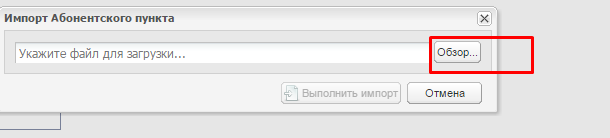 Импорт Абонентского пункта
Укажите файл для загрузки... Обзор...
Выполнить импорт Отмена